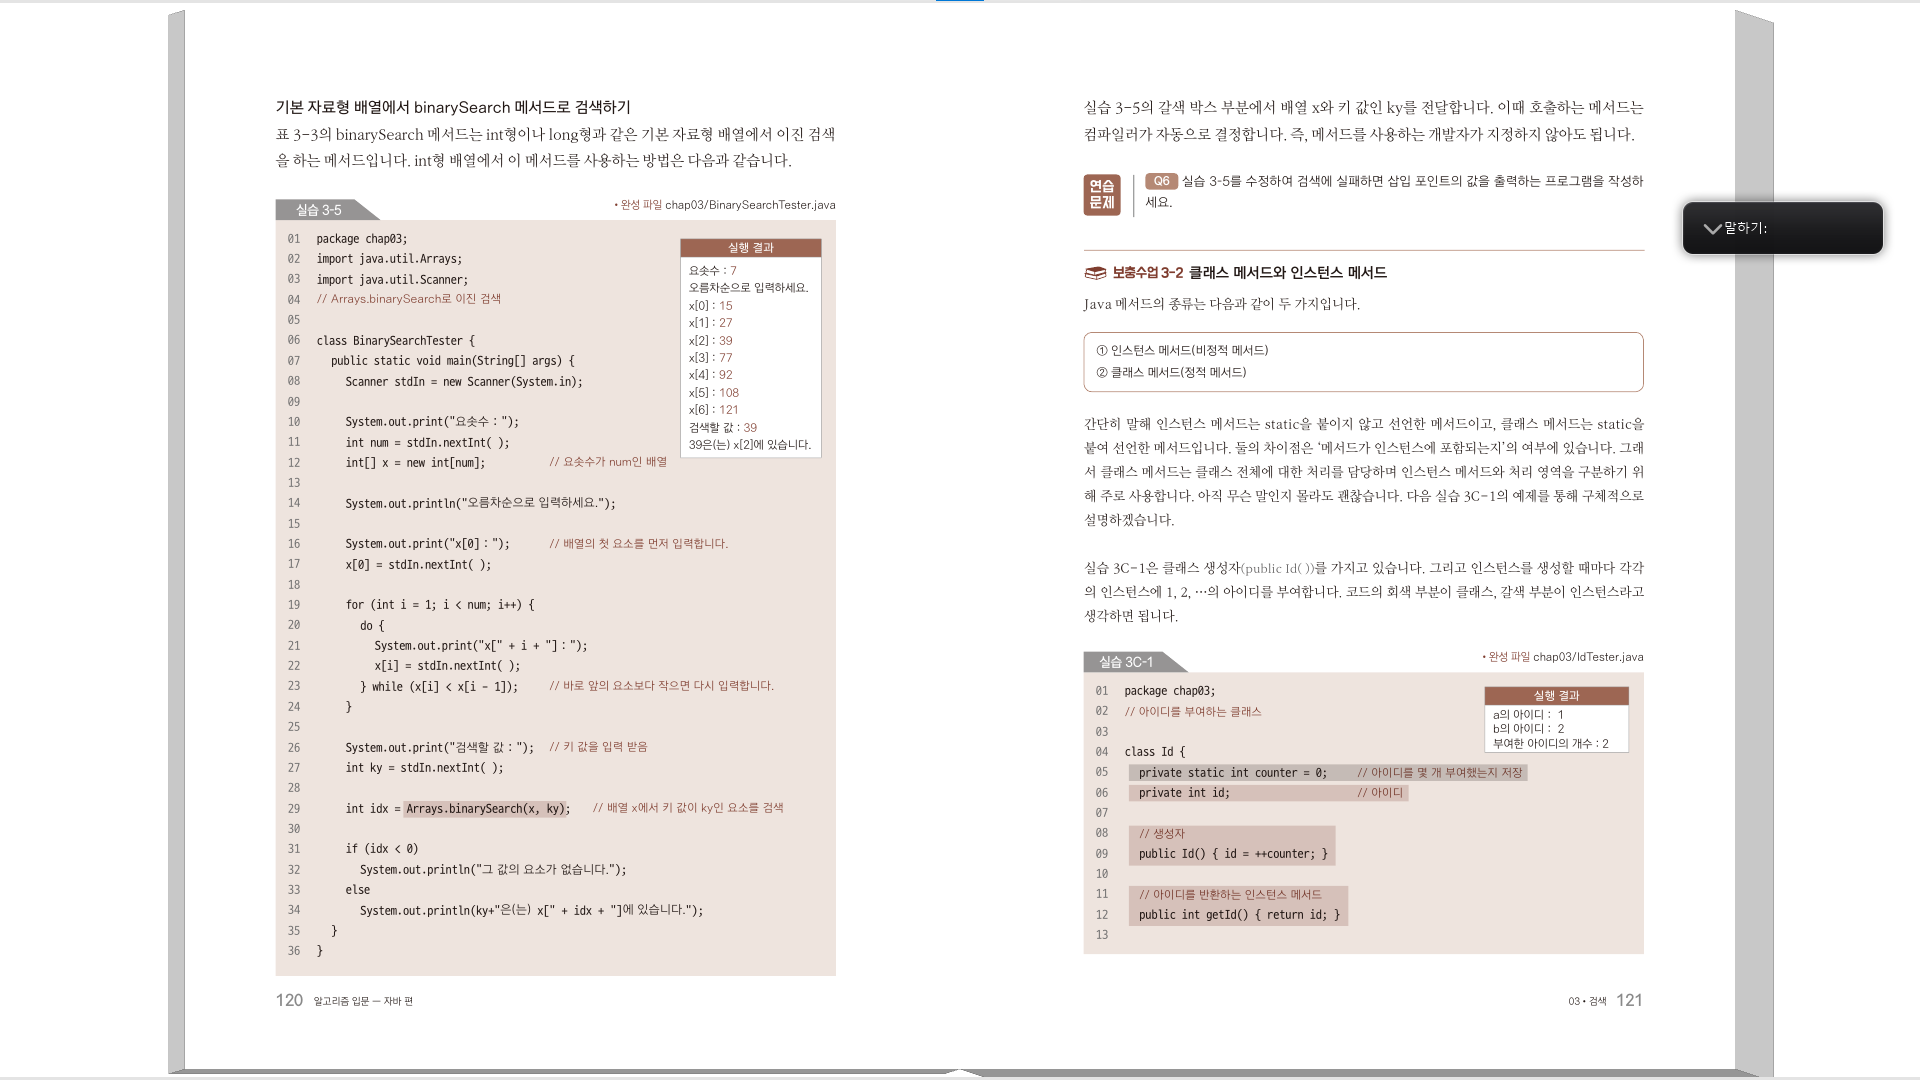 기본 자료형 배열에서 binarySearch 메서드로 검색하기
표 3-3의 binarySearch 메서드는 int형이나 long형과 같은 기본 자료형 배열에서 이진 검색
을 하는 메서드입니다. int형 배열에서 이 메서드를 사용하는 방법은 다음과 같습니다.
실습 3-5
• 완성 파일 chap03/BinarySearchTester.java
01 package chap03;
02 import java.util.Arrays;
03 import java.util.Scanner;
04 // Arrays.binarySearch로 이진 검색
05
06 class BinarySearchTester {
07 public static void main(String[] args) {
08 Scanner stdIn = new Scanner(System.in);
09
10 System.out.print("요솟수 : ");
11 int num = stdIn.nextInt( );
12 int[] x = new int[num]; // 요솟수가 num인 배열
13
14 System.out.println("오름차순으로 입력하세요.");
15
16 System.out.print("x[0] : "); // 배열의 첫 요소를 먼저 입력합니다.
17 x[0] = stdIn.nextInt( );
18
19 for (int i = 1; i < num; i++) {
20 do {
21 System.out.print("x[" + i + "] : ");
22 x[i] = stdIn.nextInt( );
23 } while (x[i] < x[i - 1]); // 바로 앞의 요소보다 작으면 다시 입력합니다.
24 }
25
26 System.out.print("검색할 값 : "); // 키 값을 입력 받음
27 int ky = stdIn.nextInt( );
28
29 int idx = Arrays.binarySearch(x, ky); // 배열 x에서 키 값이 ky인 요소를 검색
30
31 if (idx < 0)
32 System.out.println("그 값의 요소가 없습니다.");
33 else
34 System.out.println(ky+"은(는) x[" + idx + "]에 있습니다.");
35 }
36 }
실행 결과
요솟수 : 7
오름차순으로 입력하세요.
x[0] : 15
x[1] : 27
x[2] : 39
x[3] : 77
x[4] : 92
x[5] : 108
x[6] : 121
검색할 값 : 39
39은(는) x[2]에 있습니다.
120 알고리즘 입문 — 자바 편
실습 3-5의 갈색 박스 부분에서 배열 x와 키 값인 ky를 전달합니다. 이때 호출하는 메서드는
컴파일러가 자동으로 결정합니다. 즉, 메서드를 사용하는 개발자가 지정하지 않아도 됩니다.
연습
문제
Q6 실습 3-5를 수정하여 검색에 실패하면 삽입 포인트의 값을 출력하는 프로그램을 작성하
세요.
보충수업 3-2 클래스 메서드와 인스턴스 메서드
Java 메서드의 종류는 다음과 같이 두 가지입니다.
① 인스턴스 메서드(비정적 메서드)
② 클래스 메서드(정적 메서드)
간단히 말해 인스턴스 메서드는 static을 붙이지 않고 선언한 메서드이고, 클래스 메서드는 static을
붙여 선언한 메서드입니다. 둘의 차이점은 '메서드가 인스턴스에 포함되는지'의 여부에 있습니다. 그래
서 클래스 메서드는 클래스 전체에 대한 처리를 담당하며 인스턴스 메서드와 처리 영역을 구분하기 위
해 주로 사용합니다. 아직 무슨 말인지 몰라도 괜찮습니다. 다음 실습 3C-1의 예제를 통해 구체적으로
설명하겠습니다.
실습 3C-1은 클래스 생성자(public Id( ))를 가지고 있습니다. 그리고 인스턴스를 생성할 때마다 각각
의 인스턴스에 1, 2, …의 아이디를 부여합니다. 코드의 회색 부분이 클래스, 갈색 부분이 인스턴스라고
생각하면 됩니다.
실습 3C-1
• 완성 파일 chap03/IdTester.java
01 package chap03;
02 // 아이디를 부여하는 클래스
03
04 class Id {
05 private static int counter = 0; // 아이디를 몇 개 부여했는지 저장
06 private int id; // 아이디
07
08 // 생성자
09 public Id() { id = ++counter; }
10
11 // 아이디를 반환하는 인스턴스 메서드
12 public int getId() { return id; }
13
실행 결과
a의 아이디 : 1
b의 아이디 : 2
부여한 아이디의 개수 : 2
03 • 검색 121
말하기: